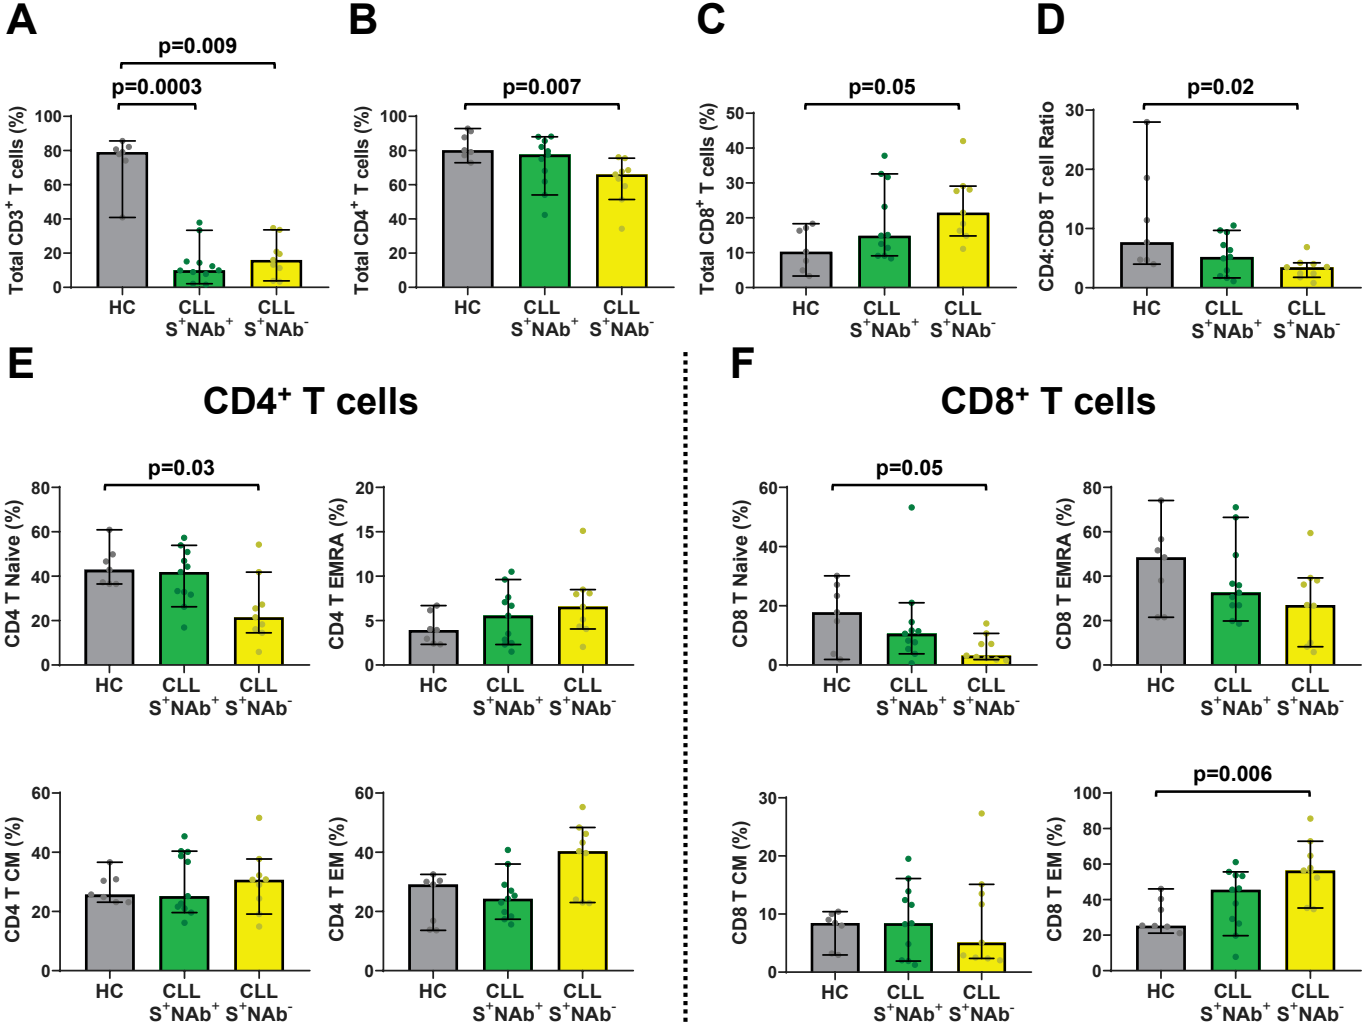 A
p=0.009
p=0.0003
Total CD3⁺ T cells (%)
100
80
60
40
20
0
HC
CLL
CLL
S⁺NAb⁺
S⁺NAb⁻
B
p=0.007
Total CD4⁺ T cells (%)
100
80
60
40
20
0
HC
CLL
CLL
S⁺NAb⁺
S⁺NAb⁻
C
p=0.05
Total CD8⁺ T cells (%)
50
40
30
20
10
0
HC
CLL
CLL
S⁺NAb⁺
S⁺NAb⁻
D
p=0.02
CD4:CD8 T cell Ratio
30
20
10
0
HC
CLL
CLL
S⁺NAb⁺
S⁺NAb⁻
E
CD4⁺ T cells
p=0.03
CD4 T Naive (%)
80
60
40
20
0
HC
CLL
CLL
S⁺NAb⁺
S⁺NAb⁻
CD4 T EMRA (%)
20
15
10
5
0
HC
CLL
CLL
S⁺NAb⁺
S⁺NAb⁻
CD4 T CM (%)
60
40
20
0
HC
CLL
CLL
S⁺NAb⁺
S⁺NAb⁻
CD4 T EM (%)
60
40
20
0
HC
CLL
CLL
S⁺NAb⁺
S⁺NAb⁻
F
CD8⁺ T cells
p=0.05
CD8 T Naive (%)
60
40
20
0
HC
CLL
CLL
S⁺NAb⁺
S⁺NAb⁻
CD8 T EMRA (%)
80
60
40
20
0
HC
CLL
CLL
S⁺NAb⁺
S⁺NAb⁻
CD8 T CM (%)
30
20
10
0
HC
CLL
CLL
S⁺NAb⁺
S⁺NAb⁻
p=0.006
CD8 T EM (%)
100
80
60
40
20
0
HC
CLL
CLL
S⁺NAb⁺
S⁺NAb⁻